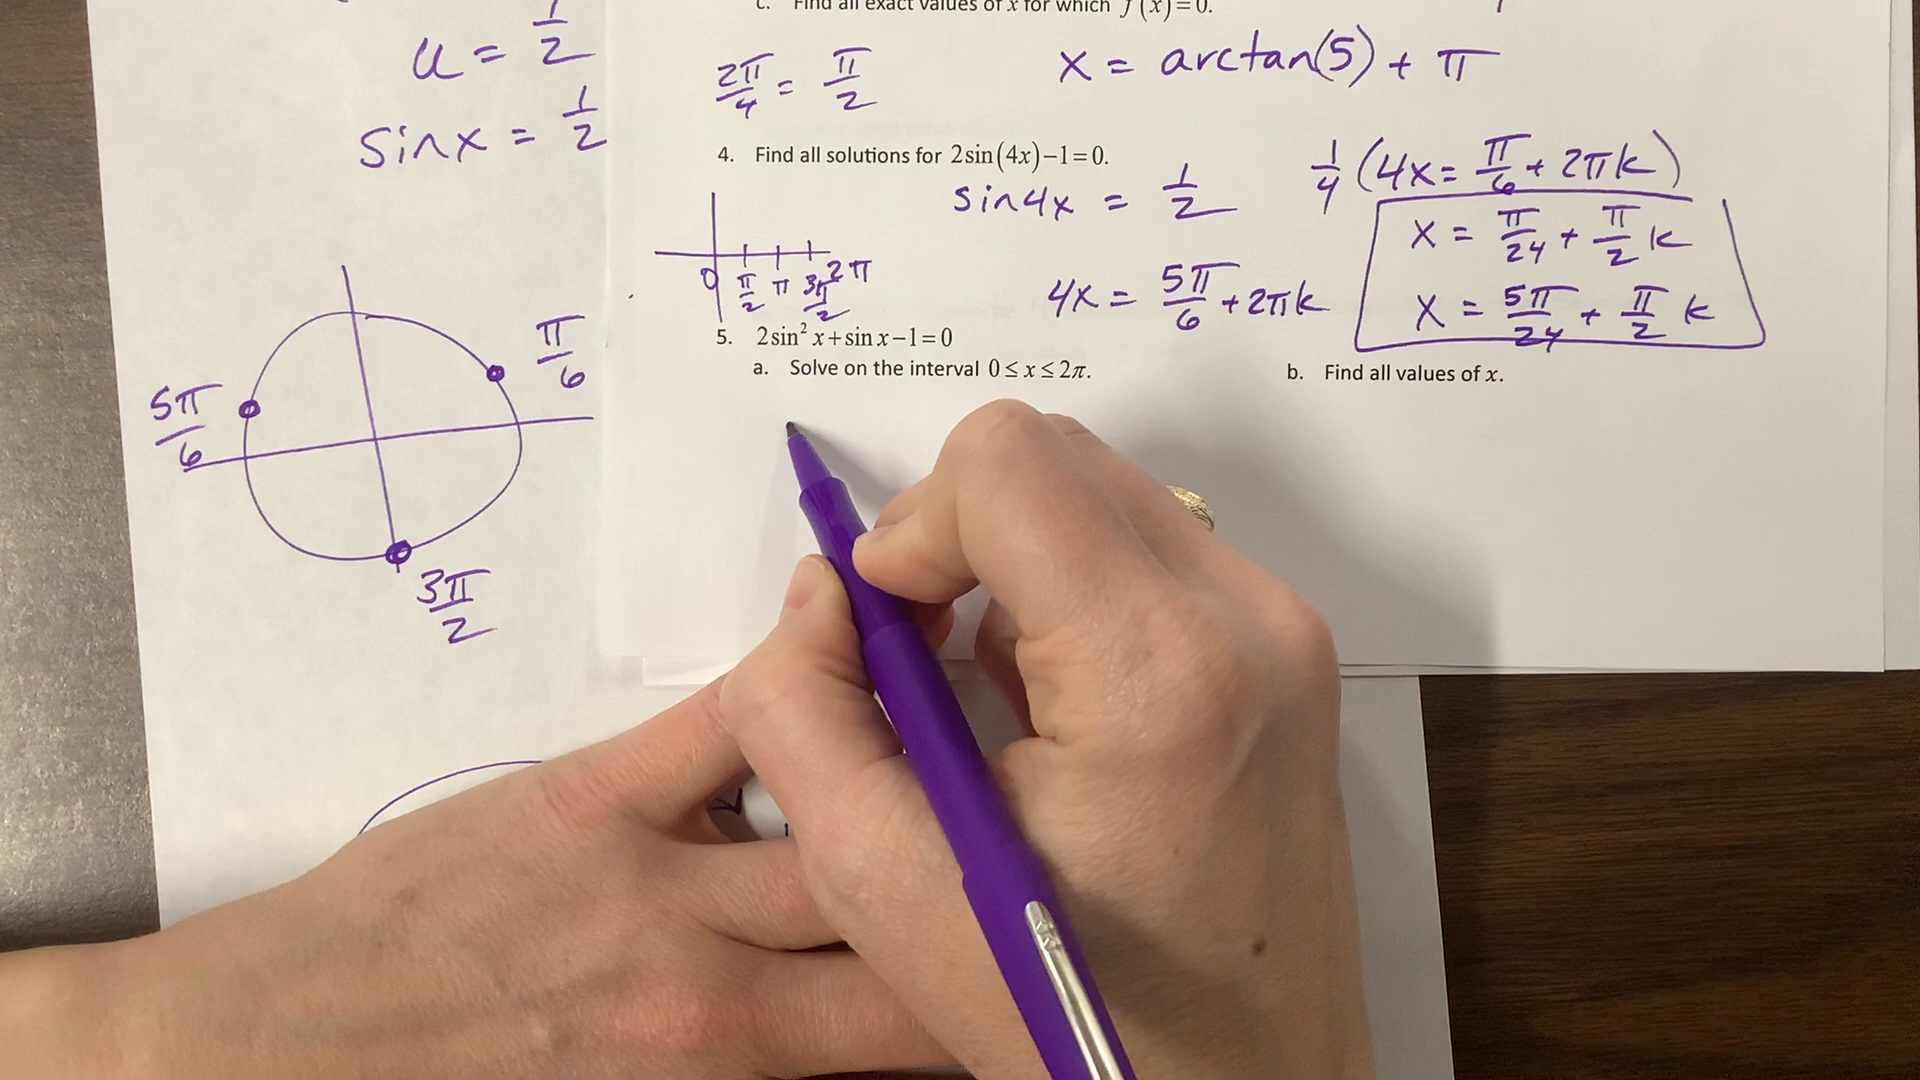 u = 1/2
sinx = 1/2
π/6
5π/6
3π/2
c. Find all exact values of x for which f(x)=0.
2π/4 = π/2
x = arctan(5) + π
4. Find all solutions for 2sin(4x)−1=0.
sin4x = 1/2
1/4 (4x = π/6 + 2πk)
x = π/24 + π/2 k
0 π/2 π 3π/2 2π
4x = 5π/6 + 2πk
x = 5π/24 + π/2 k
5. 2sin² x+sin x−1=0
a. Solve on the interval 0≤x≤2π.
b. Find all values of x.